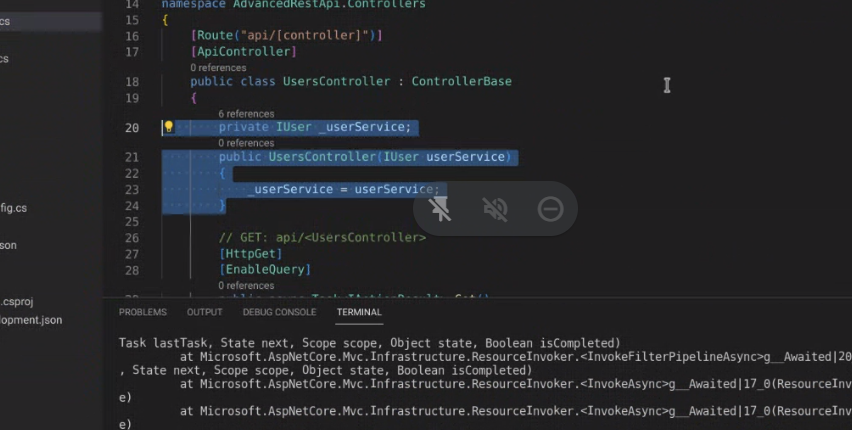 cs
cs
fig.cs
son
.csproj
lopment.json
14 namespace AdvancedRestApi.Controllers
15 {
16 [Route("api/[controller]")]
17 [ApiController]
0 references
18 public class UsersController : ControllerBase
19 {
6 references
20 private IUser _userService;
0 references
21 public UsersController(IUser userService)
22 {
23 _userService = userService;
24 }
25
26 // GET: api/<UsersController>
27 [HttpGet]
28 [EnableQuery]
0 references
public async Task<IActionResult> Get()
PROBLEMS OUTPUT DEBUG CONSOLE TERMINAL
Task lastTask, State next, Scope scope, Object state, Boolean isCompleted)
at Microsoft.AspNetCore.Mvc.Infrastructure.ResourceInvoker.<InvokeFilterPipelineAsync>g__Awaited|20
, State next, Scope scope, Object state, Boolean isCompleted)
at Microsoft.AspNetCore.Mvc.Infrastructure.ResourceInvoker.<InvokeAsync>g__Awaited|17_0(ResourceInv
e)
at Microsoft.AspNetCore.Mvc.Infrastructure.ResourceInvoker.<InvokeAsync>g__Awaited|17_0(ResourceInv
e)